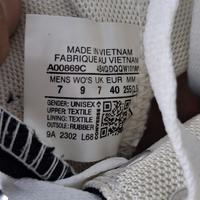 MADE IN VIETNAM
FABRIQUE AU VIETNAM
A00869C
MENS WO'S UK EUR MM
7 9 7 40 255
GENDER: UNISEX
UPPER: TEXTILE
LINING: TEXTILE
OUTSOLE: RUBBER
9A 2302 L68